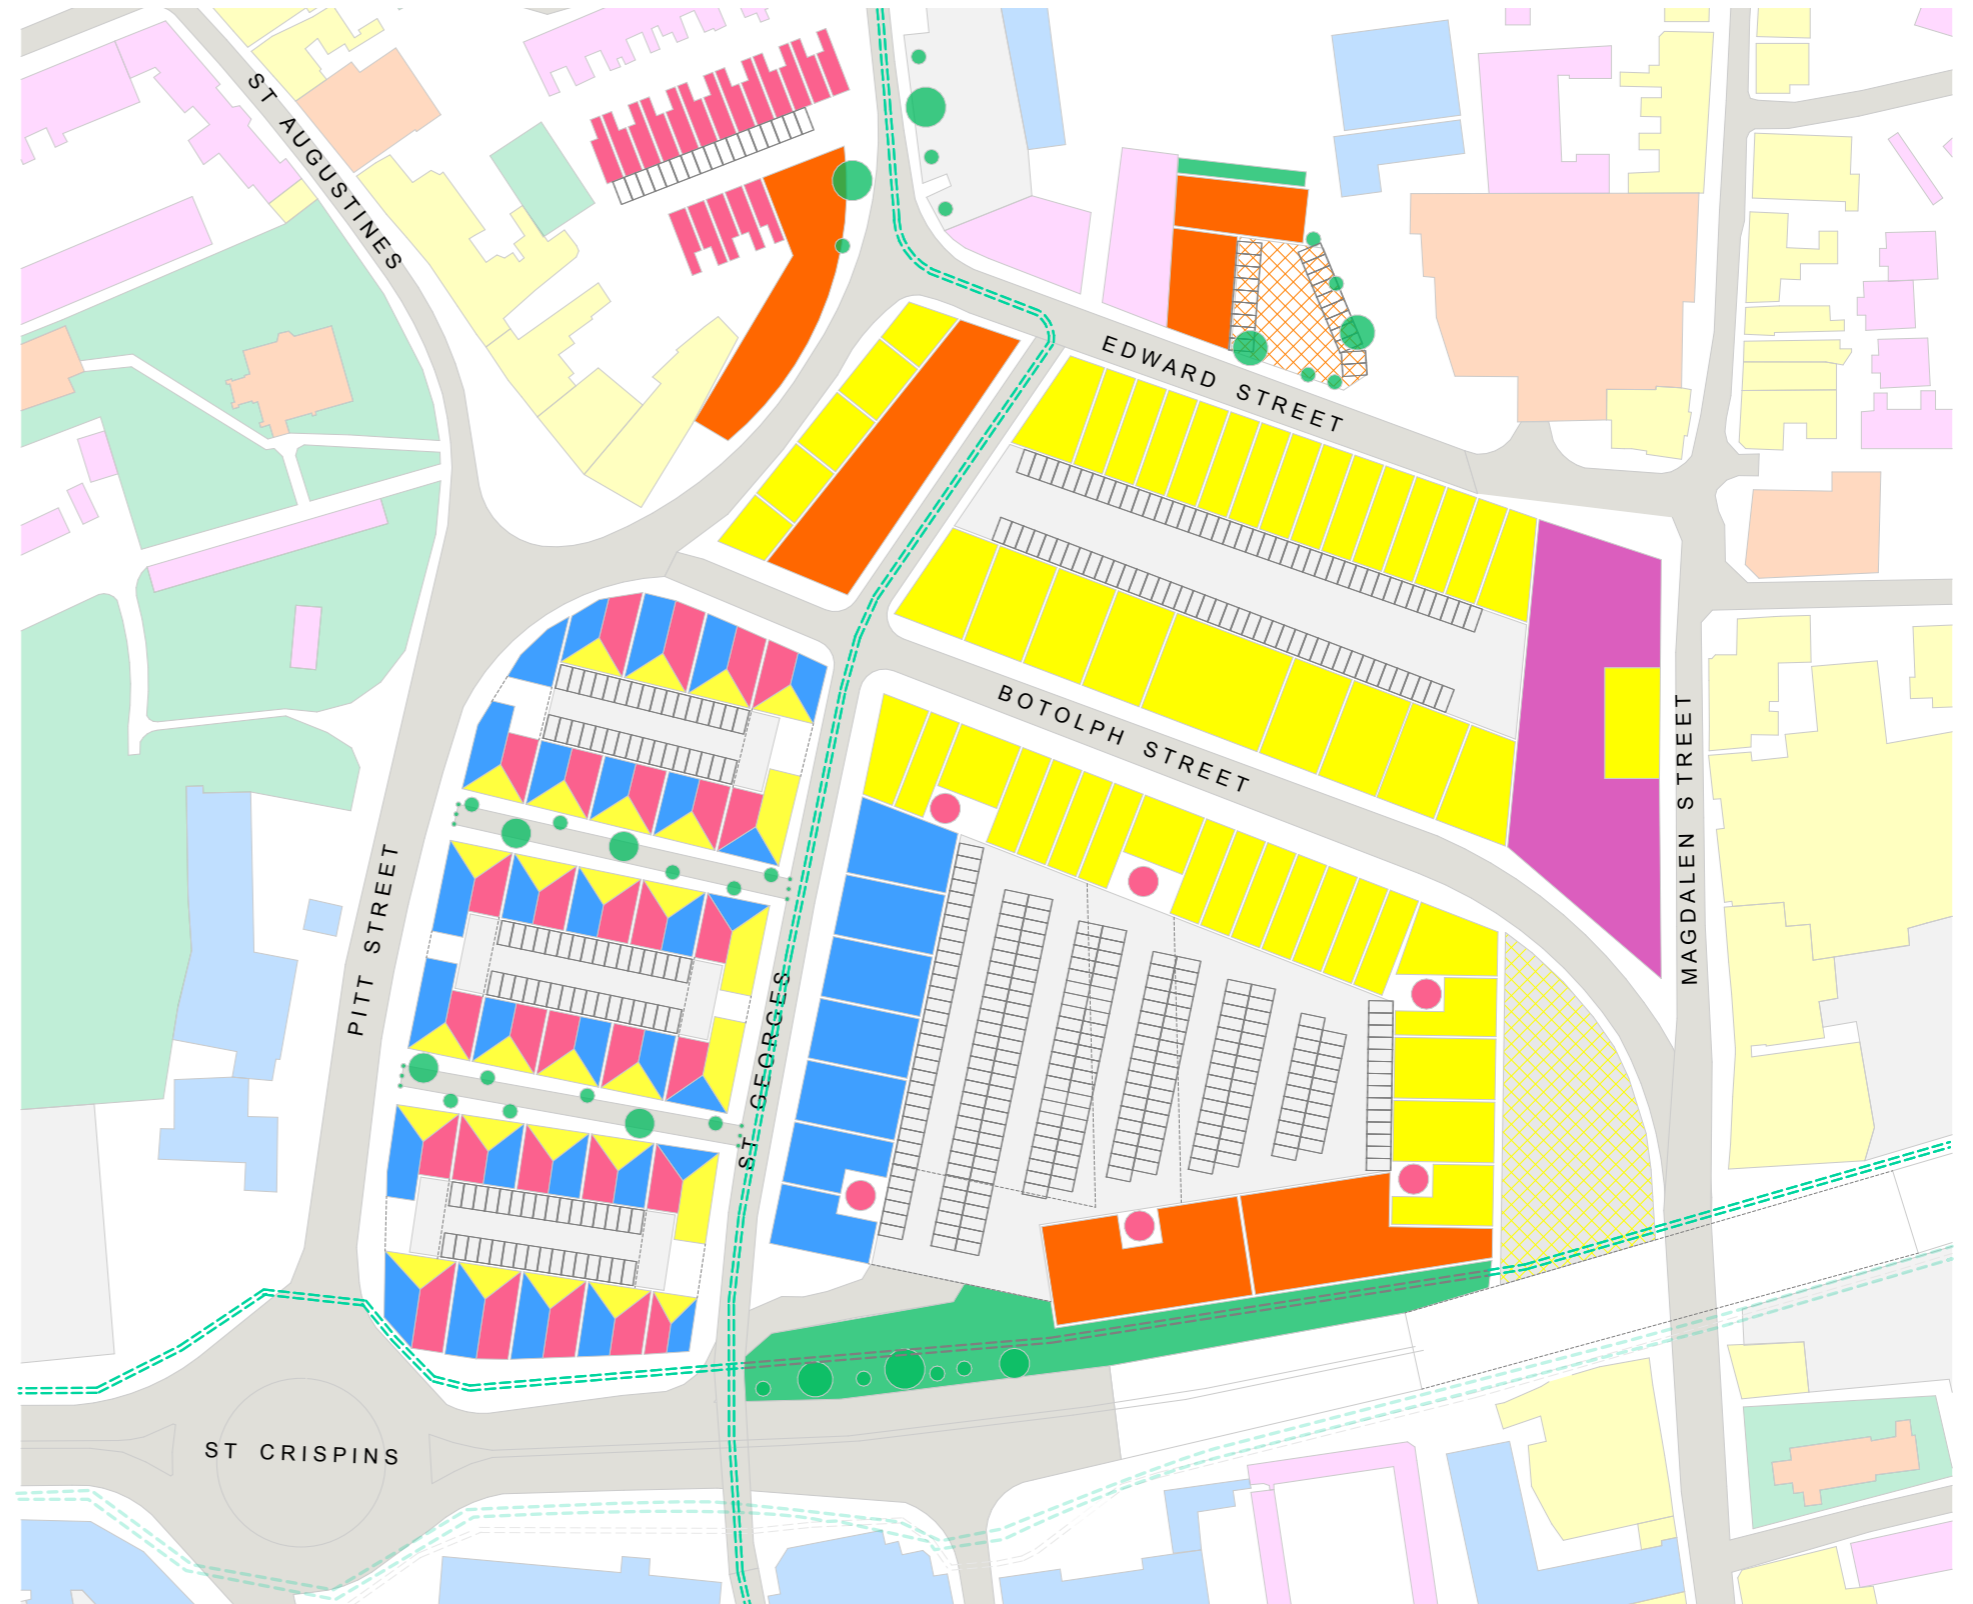 ST AUGUSTINES
EDWARD STREET
BOTOLPH STREET
MAGDALEN STREET
PITT STREET
ST GEORGES
ST CRISPINS